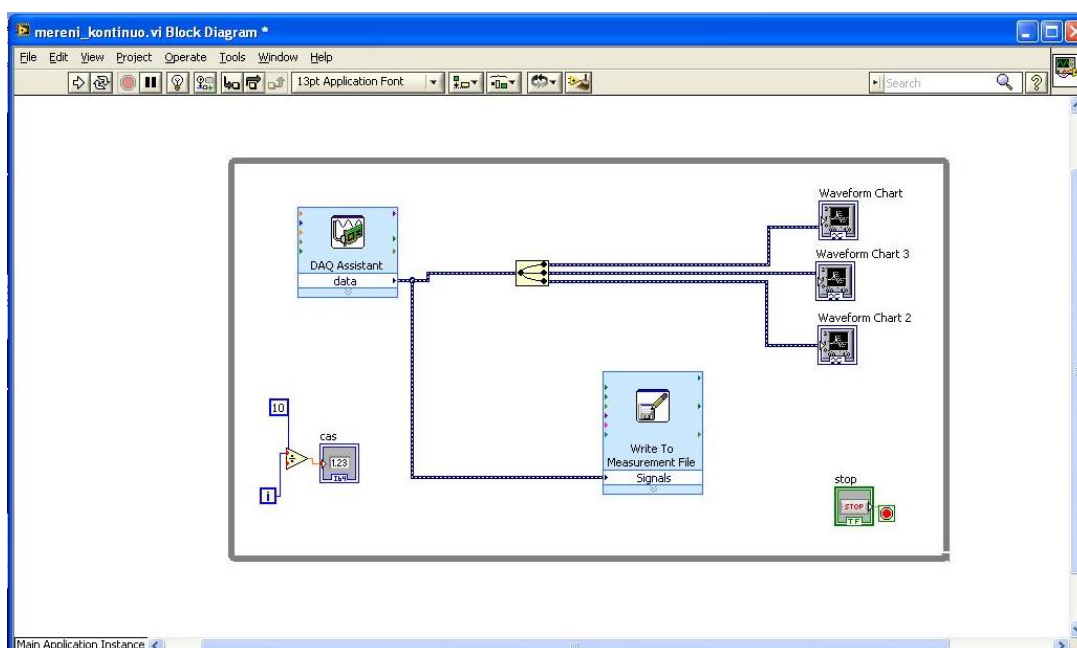 mereni_kontinuo.vi Block Diagram *
File Edit View Project Operate Tools Window Help
13pt Application Font
Search
Waveform Chart
DAQ Assistant
data
Waveform Chart 3
Waveform Chart 2
10
cas
1.23
i
Write To
Measurement File
Signals
stop
STOP
TF
Main Application Instance